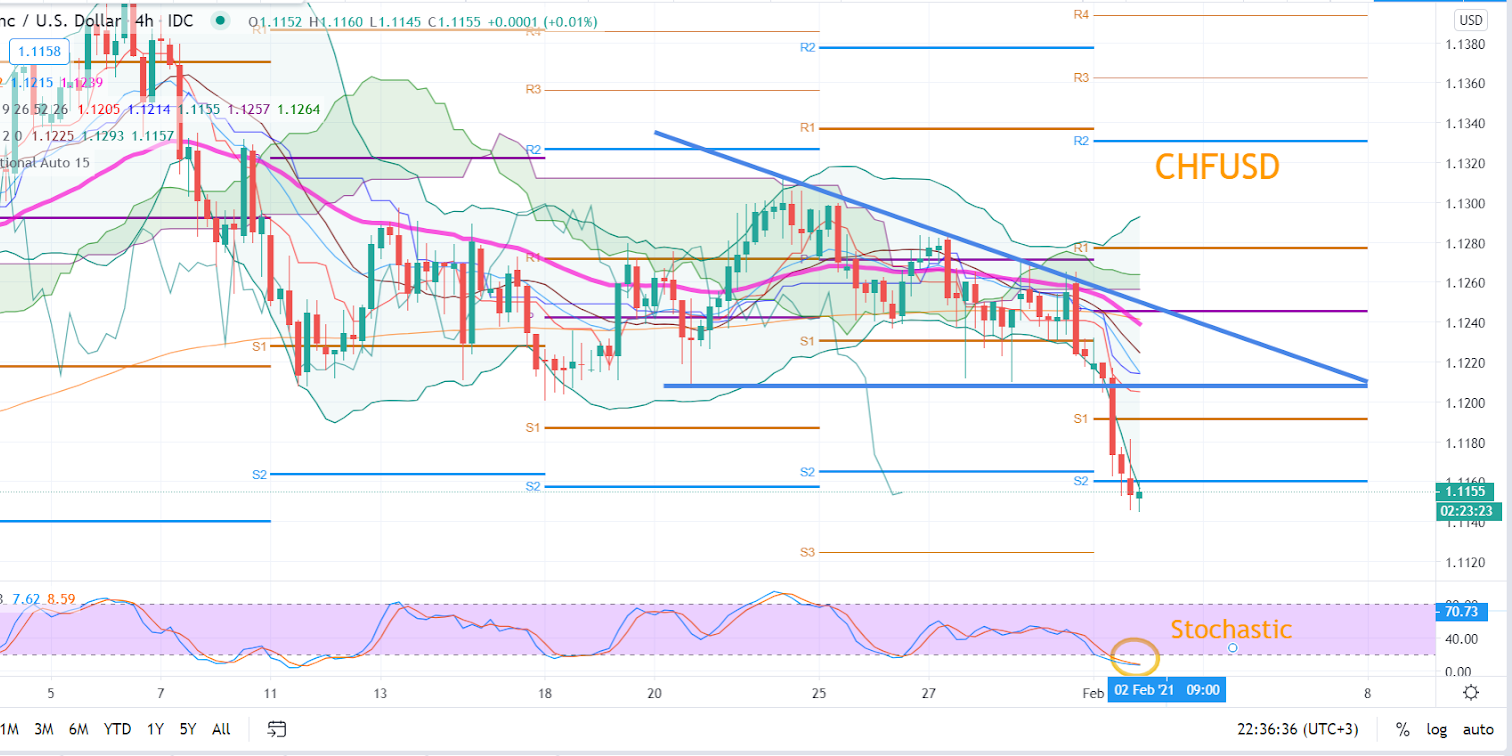 nc / U.S. Dollar · 4h · IDC O1.1152 H1.1160 L1.1145 C1.1155 +0.0001 (+0.01%)
1.1158
1.1215 1.1239
9 26 52 26 1.1205 1.1214 1.1155 1.1257 1.1264
2 0 1.1225 1.1293 1.1157
tional Auto 15
R1
R4
R4
R2
R3
R3
R1
R2
R2
CHFUSD
R1
R1
P
P
S1
S1
S1
S1
S2
S2
S2
S2
S3
USD
1.1380
1.1360
1.1340
1.1320
1.1300
1.1280
1.1260
1.1240
1.1220
1.1200
1.1180
1.1160
1.1155
02:23:23
1.1140
1.1120
3 7.62 8.59
Stochastic
80.00
70.73
40.00
0.00
5 7 11 13 18 20 25 27 Feb 02 Feb '21 09:00 8
1M 3M 6M YTD 1Y 5Y All
22:36:36 (UTC+3) % log auto